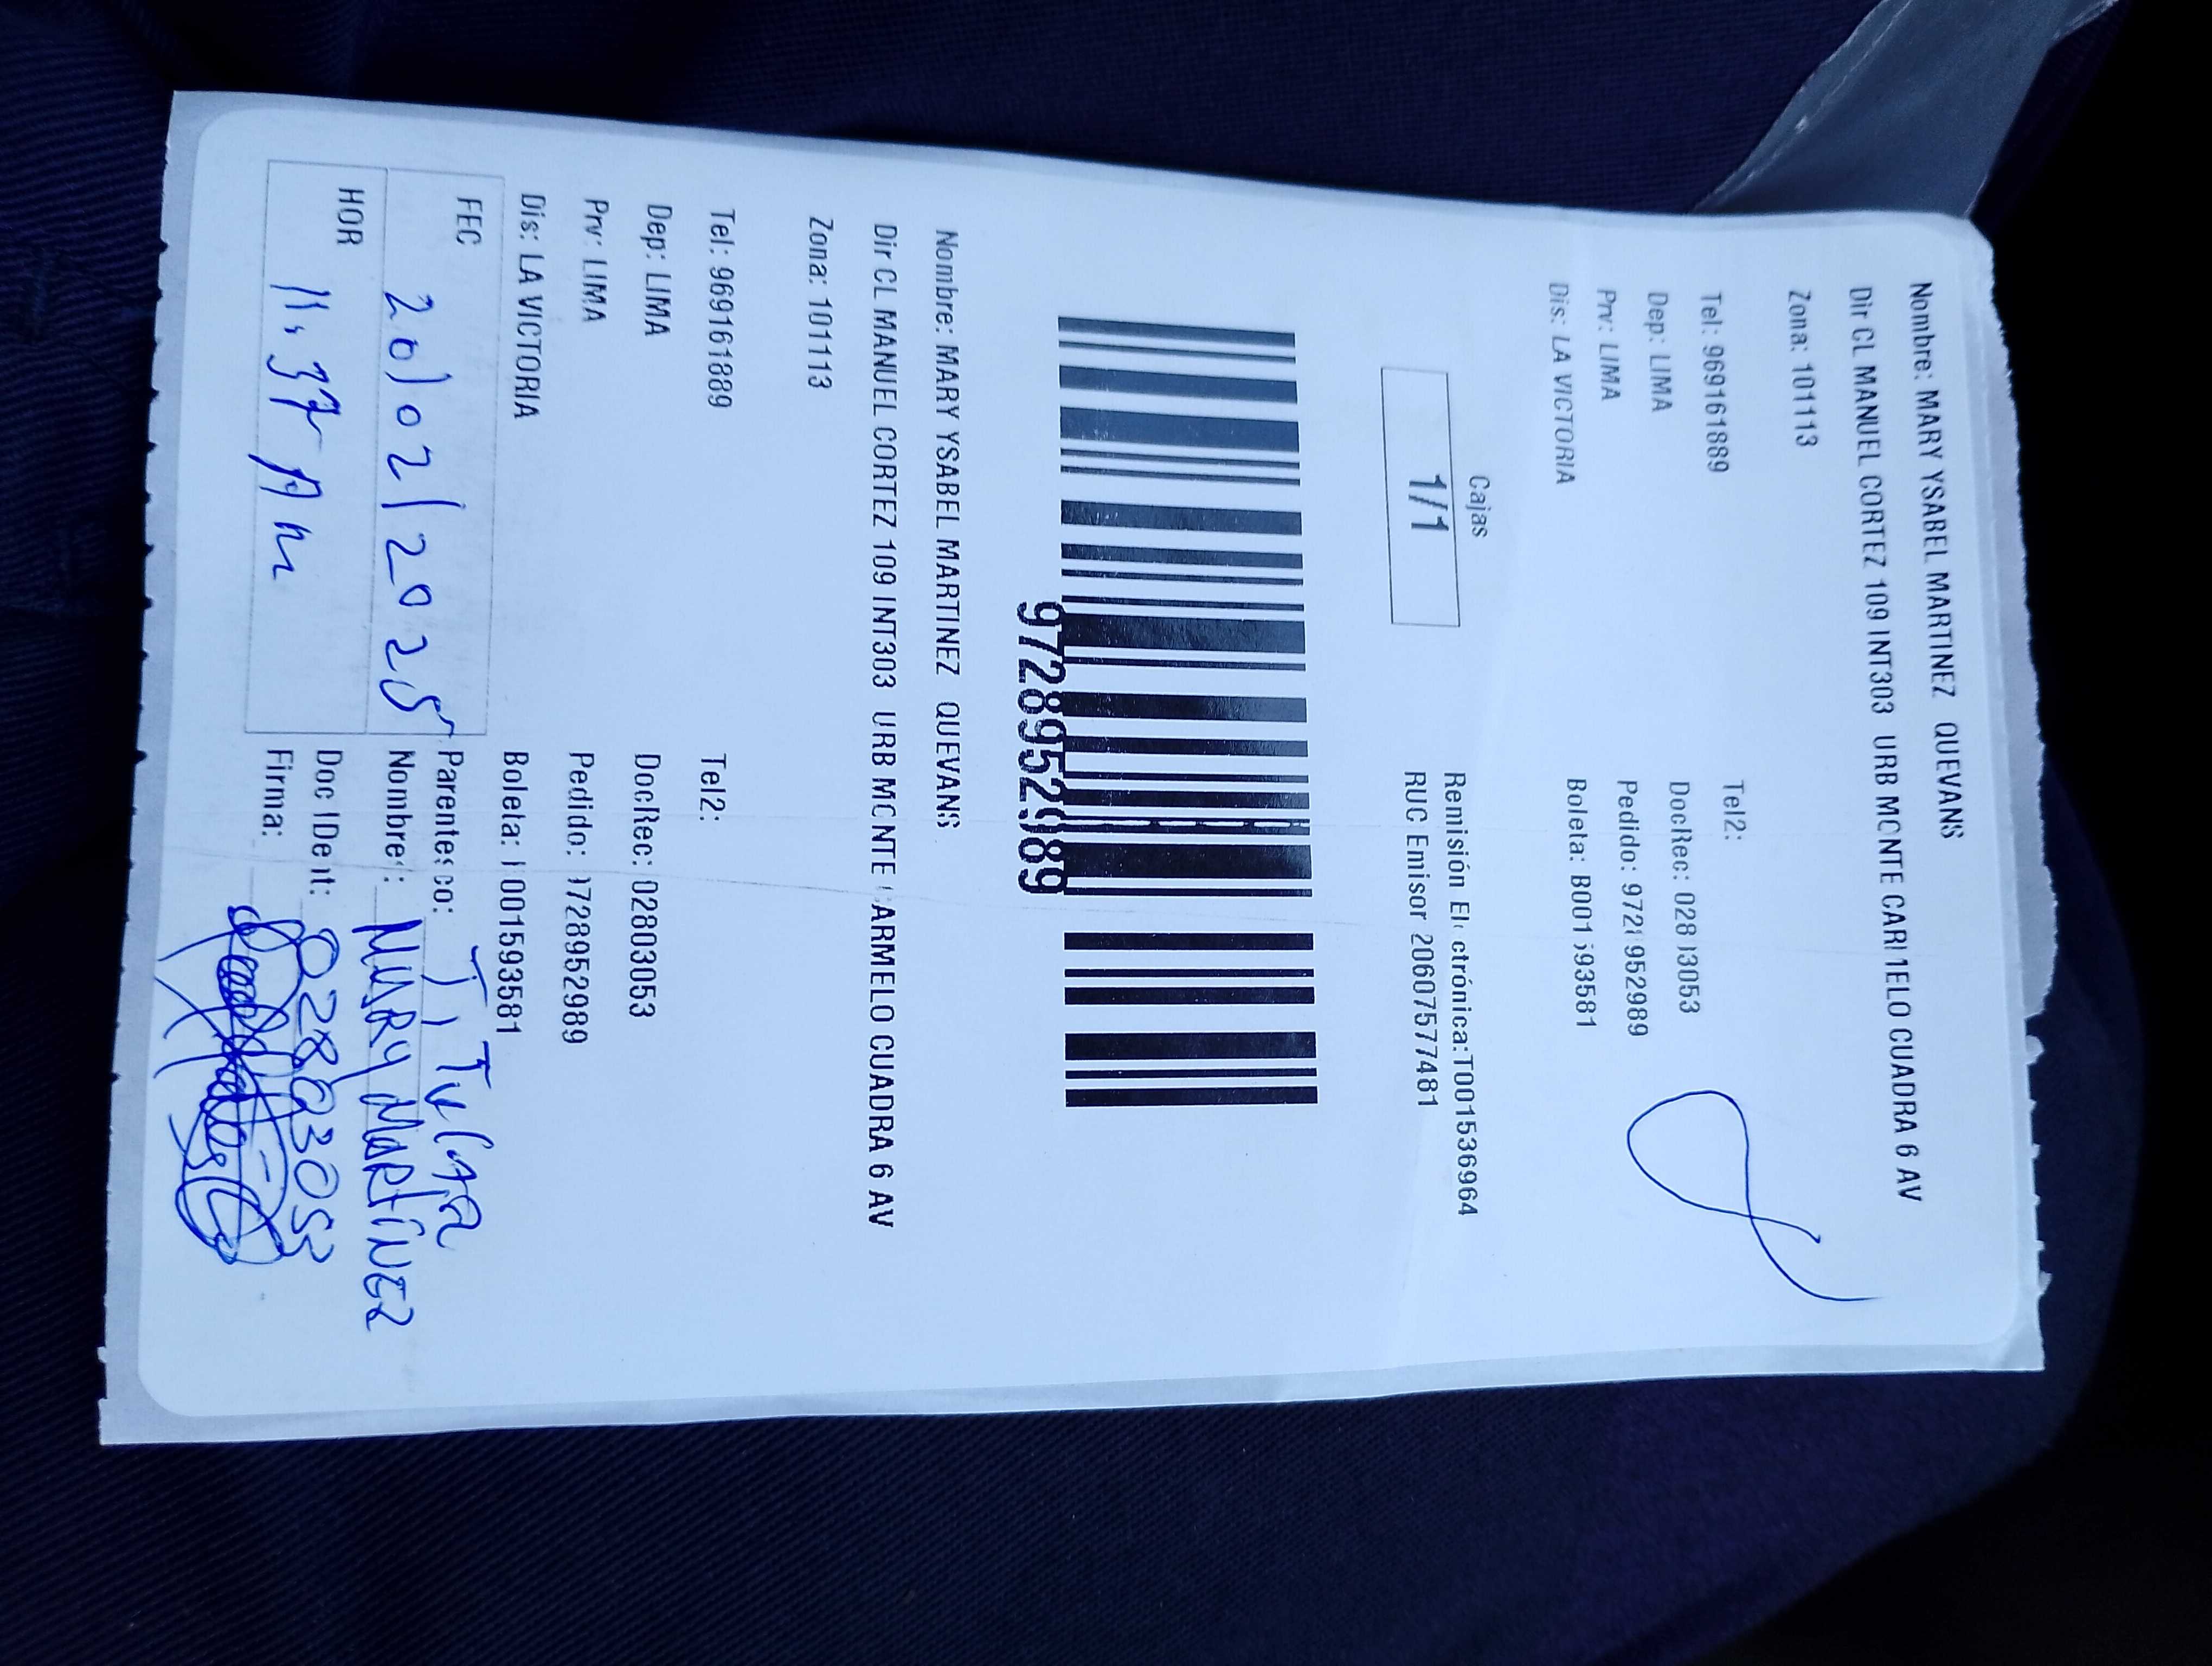 Nombre: MARY YSABEL MARTINEZ QUEVANS
Dir CL MANUEL CORTEZ 109 INT303 URB MONTE CARMELO CUADRA 6 AV
Zona: 101113
Tel: 969161889 Tel2:
Dep: LIMA DocRec: 02803053
Prv: LIMA Pedido: 9728952989
Dis: LA VICTORIA Boleta: B001593581
Cajas Remisión Electrónica:T001536964
1/1 RUC Emisor 20607577481
9728952989
Nombre: MARY YSABEL MARTINEZ QUEVANS
Dir CL MANUEL CORTEZ 109 INT303 URB MONTE CARMELO CUADRA 6 AV
Zona: 101113
Tel: 969161889 Tel2:
Dep: LIMA DocRec: 02803053
Prv: LIMA Pedido: 9728952989
Dis: LA VICTORIA Boleta: B001593581
FEC 20/02/2025 Parentesco: TiTular
HOR 11:37 Am Nombre: MARy MARtiNEZ
Doc IDent: 02803053
Firma: